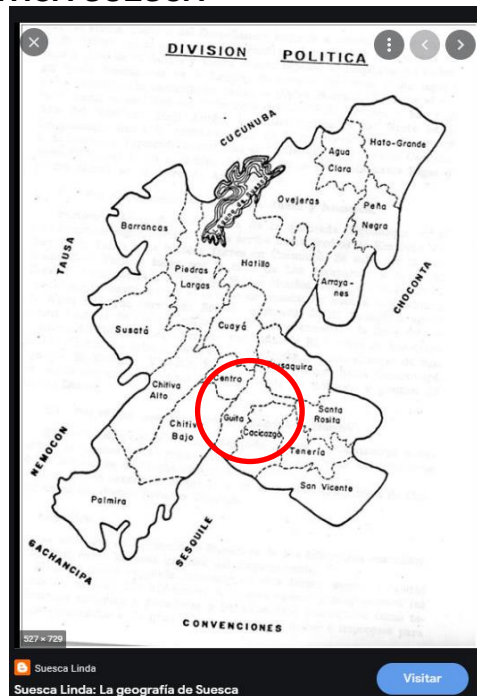 DIVISION POLITICA
CUCUNUBA
Agua
Clara
Hato-Grande
Ovejeras
Peña
Negra
Barrancas
TAUSA
Hatillo
Piedras
Largas
Arraya-
nes
CHOCONTA
Susatá
Cuayá
Chitiva
Alto
Centro
Santa
Rosita
Guita
Cacicazgo
Chitiv
Bajo
Tenería
NEMOCON
San Vicente
Palmira
SESQUILE
GACHANCIPA
CONVENCIONES
527 × 729
Suesca Linda
Suesca Linda: La geografía de Suesca
Visitar